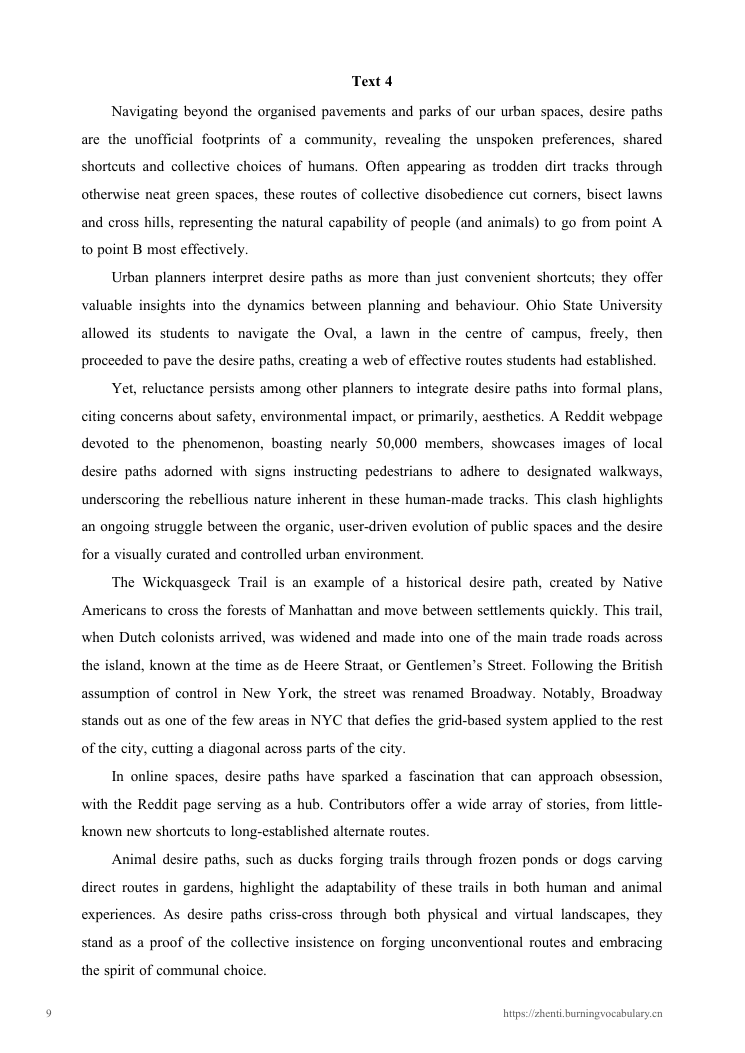 Text 4
Navigating beyond the organised pavements and parks of our urban spaces, desire paths
are the unofficial footprints of a community, revealing the unspoken preferences, shared
shortcuts and collective choices of humans. Often appearing as trodden dirt tracks through
otherwise neat green spaces, these routes of collective disobedience cut corners, bisect lawns
and cross hills, representing the natural capability of people (and animals) to go from point A
to point B most effectively.
Urban planners interpret desire paths as more than just convenient shortcuts; they offer
valuable insights into the dynamics between planning and behaviour. Ohio State University
allowed its students to navigate the Oval, a lawn in the centre of campus, freely, then
proceeded to pave the desire paths, creating a web of effective routes students had established.
Yet, reluctance persists among other planners to integrate desire paths into formal plans,
citing concerns about safety, environmental impact, or primarily, aesthetics. A Reddit webpage
devoted to the phenomenon, boasting nearly 50,000 members, showcases images of local
desire paths adorned with signs instructing pedestrians to adhere to designated walkways,
underscoring the rebellious nature inherent in these human-made tracks. This clash highlights
an ongoing struggle between the organic, user-driven evolution of public spaces and the desire
for a visually curated and controlled urban environment.
The Wickquasgeck Trail is an example of a historical desire path, created by Native
Americans to cross the forests of Manhattan and move between settlements quickly. This trail,
when Dutch colonists arrived, was widened and made into one of the main trade roads across
the island, known at the time as de Heere Straat, or Gentlemen’s Street. Following the British
assumption of control in New York, the street was renamed Broadway. Notably, Broadway
stands out as one of the few areas in NYC that defies the grid-based system applied to the rest
of the city, cutting a diagonal across parts of the city.
In online spaces, desire paths have sparked a fascination that can approach obsession,
with the Reddit page serving as a hub. Contributors offer a wide array of stories, from little-
known new shortcuts to long-established alternate routes.
Animal desire paths, such as ducks forging trails through frozen ponds or dogs carving
direct routes in gardens, highlight the adaptability of these trails in both human and animal
experiences. As desire paths criss-cross through both physical and virtual landscapes, they
stand as a proof of the collective insistence on forging unconventional routes and embracing
the spirit of communal choice.
9
https://zhenti.burningvocabulary.cn